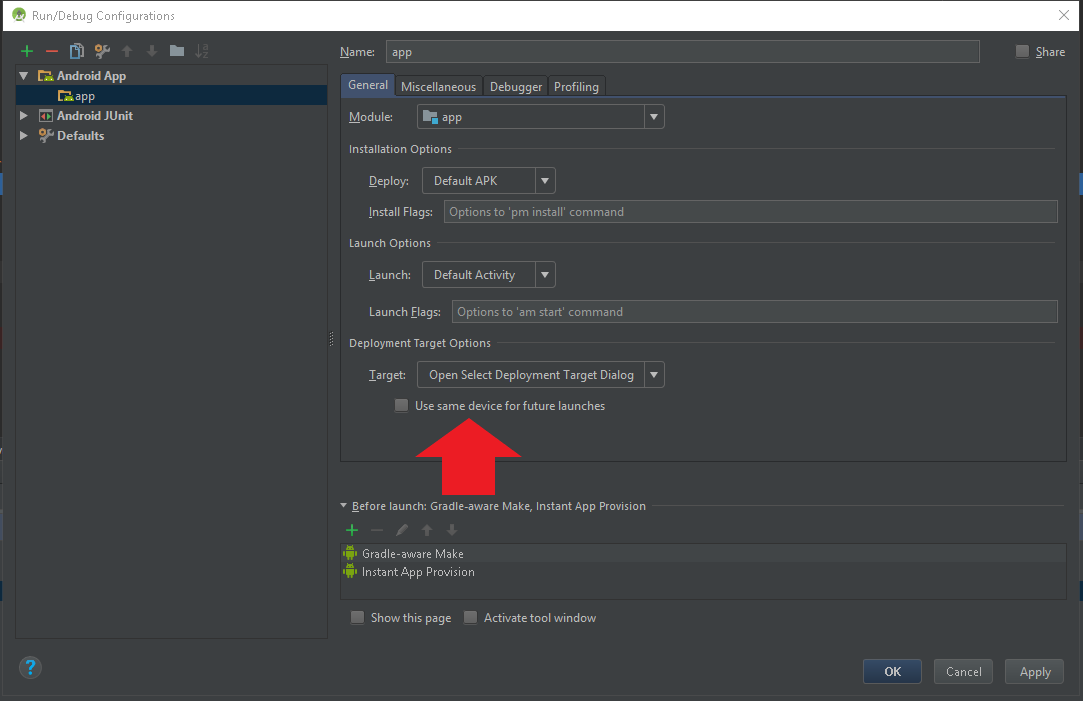 Run/Debug Configurations
Name: app Share
Android App
app
Android JUnit
Defaults
General Miscellaneous Debugger Profiling
Module: app
Installation Options
Deploy: Default APK
Install Flags: Options to 'pm install' command
Launch Options
Launch: Default Activity
Launch Flags: Options to 'am start' command
Deployment Target Options
Target: Open Select Deployment Target Dialog
Use same device for future launches
Before launch: Gradle-aware Make, Instant App Provision
Gradle-aware Make
Instant App Provision
Show this page Activate tool window
? OK Cancel Apply